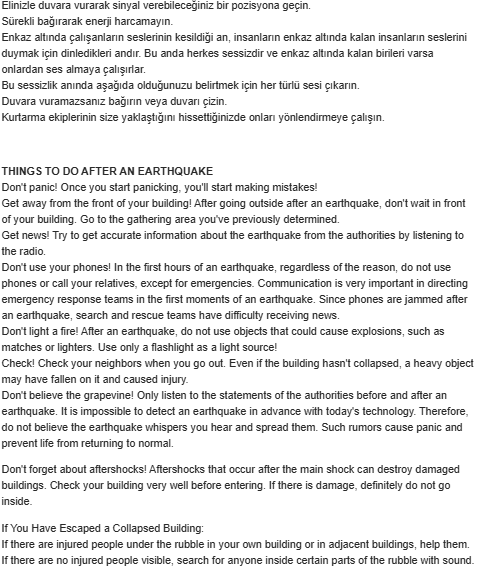 Elinizle duvara vurarak sinyal verebileceğiniz bir pozisyona geçin.
Sürekli bağırarak enerji harcamayın.
Enkaz altında çalışanların seslerinin kesildiği an, insanların enkaz altında kalan insanların seslerini
duymak için dinledikleri andır. Bu anda herkes sessizdir ve enkaz altında kalan birileri varsa
onlardan ses almaya çalışırlar.
Bu sessizlik anında aşağıda olduğunuzu belirtmek için her türlü sesi çıkarın.
Duvara vuramazsanız bağırın veya duvarı çizin.
Kurtarma ekiplerinin size yaklaştığını hissettiğinizde onları yönlendirmeye çalışın.
THINGS TO DO AFTER AN EARTHQUAKE
Don't panic! Once you start panicking, you'll start making mistakes!
Get away from the front of your building! After going outside after an earthquake, don't wait in front
of your building. Go to the gathering area you've previously determined.
Get news! Try to get accurate information about the earthquake from the authorities by listening to
the radio.
Don't use your phones! In the first hours of an earthquake, regardless of the reason, do not use
phones or call your relatives, except for emergencies. Communication is very important in directing
emergency response teams in the first moments of an earthquake. Since phones are jammed after
an earthquake, search and rescue teams have difficulty receiving news.
Don't light a fire! After an earthquake, do not use objects that could cause explosions, such as
matches or lighters. Use only a flashlight as a light source!
Check! Check your neighbors when you go out. Even if the building hasn't collapsed, a heavy object
may have fallen on it and caused injury.
Don't believe the grapevine! Only listen to the statements of the authorities before and after an
earthquake. It is impossible to detect an earthquake in advance with today's technology. Therefore,
do not believe the earthquake whispers you hear and spread them. Such rumors cause panic and
prevent life from returning to normal.
Don't forget about aftershocks! Aftershocks that occur after the main shock can destroy damaged
buildings. Check your building very well before entering. If there is damage, definitely do not go
inside.
If You Have Escaped a Collapsed Building:
If there are injured people under the rubble in your own building or in adjacent buildings, help them.
If there are no injured people visible, search for anyone inside certain parts of the rubble with sound.